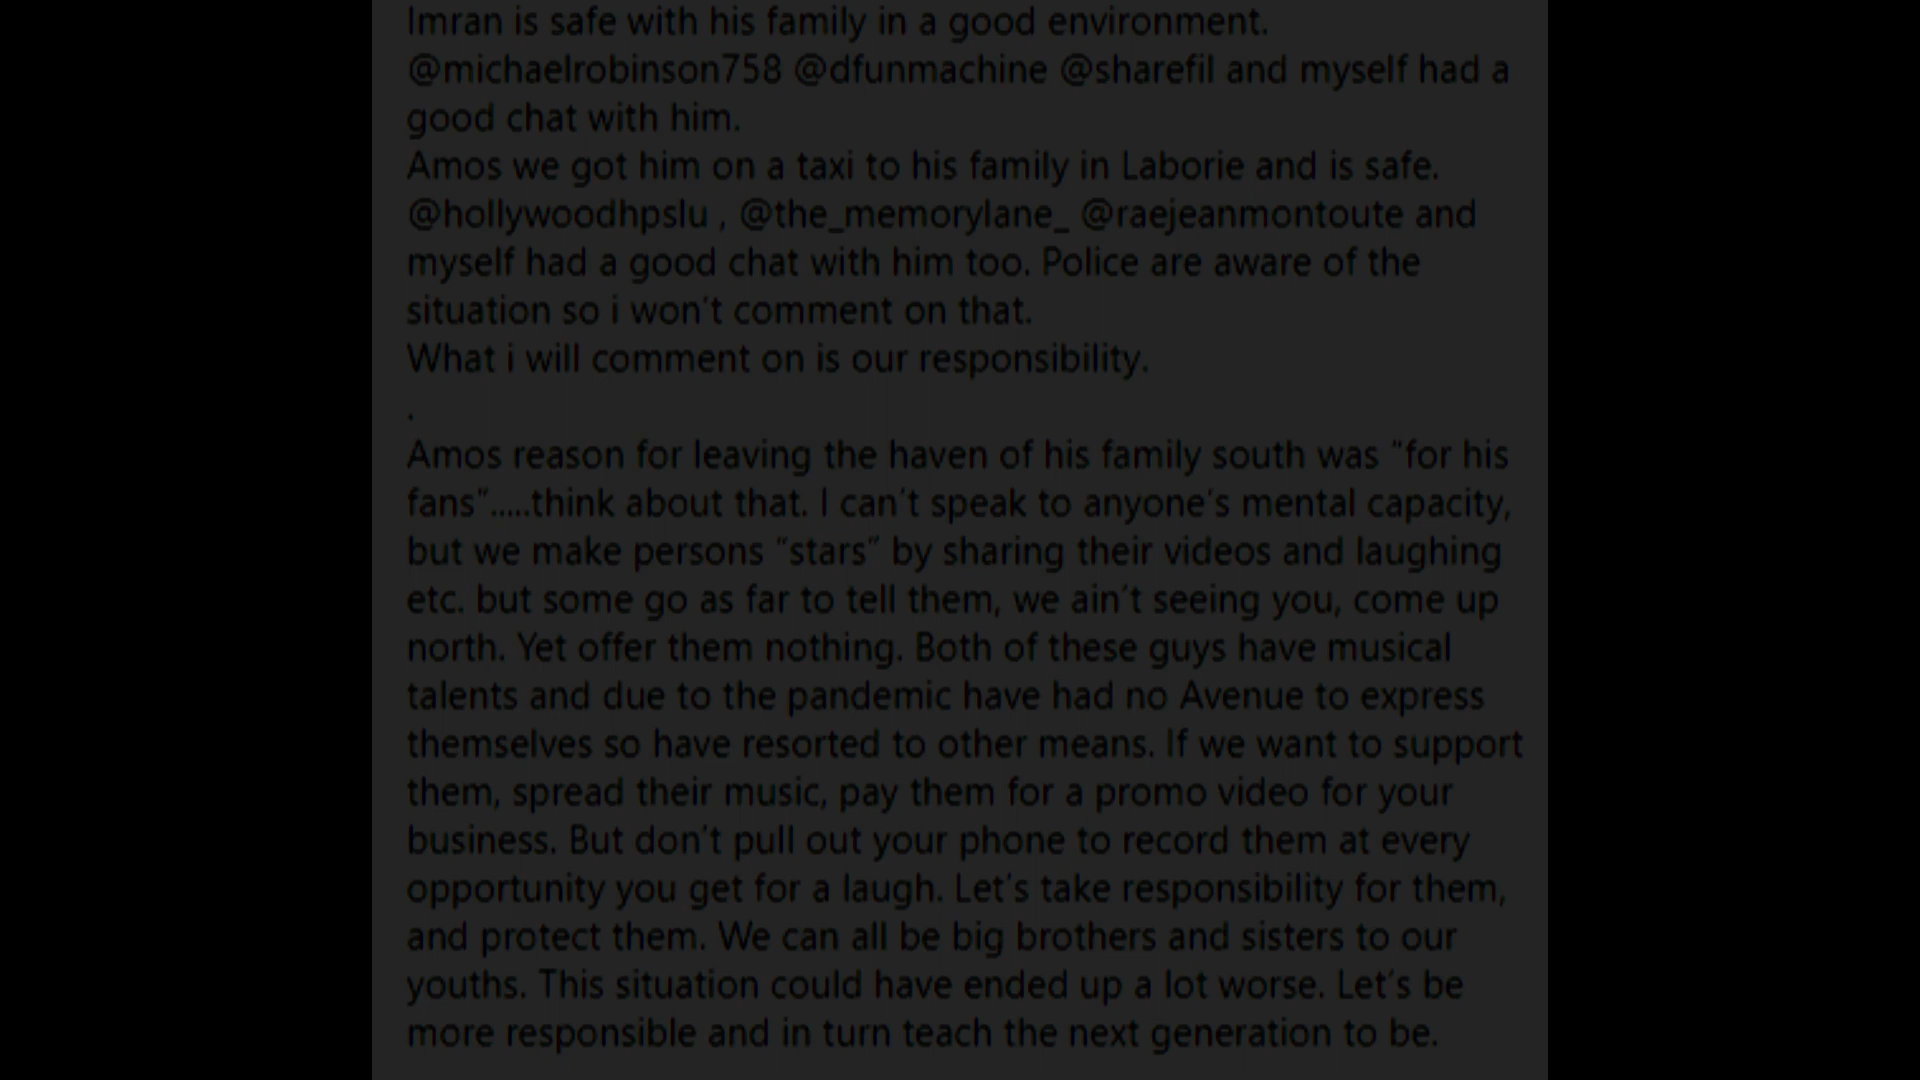 Imran is safe with his family in a good environment.
@michaelrobinson758 @dfunmachine @sharefil and myself had a
good chat with him.
Amos we got him on a taxi to his family in Laborie and is safe.
@hollywoodhpslu , @the_memorylane_ @raejeanmontoute and
myself had a good chat with him too. Police are aware of the
situation so i won't comment on that.
What i will comment on is our responsibility.
.
Amos reason for leaving the haven of his family south was "for his
fans".....think about that. I can't speak to anyone's mental capacity,
but we make persons "stars" by sharing their videos and laughing
etc. but some go as far to tell them, we ain't seeing you, come up
north. Yet offer them nothing. Both of these guys have musical
talents and due to the pandemic have had no Avenue to express
themselves so have resorted to other means. If we want to support
them, spread their music, pay them for a promo video for your
business. But don't pull out your phone to record them at every
opportunity you get for a laugh. Let's take responsibility for them,
and protect them. We can all be big brothers and sisters to our
youths. This situation could have ended up a lot worse. Let's be
more responsible and in turn teach the next generation to be.